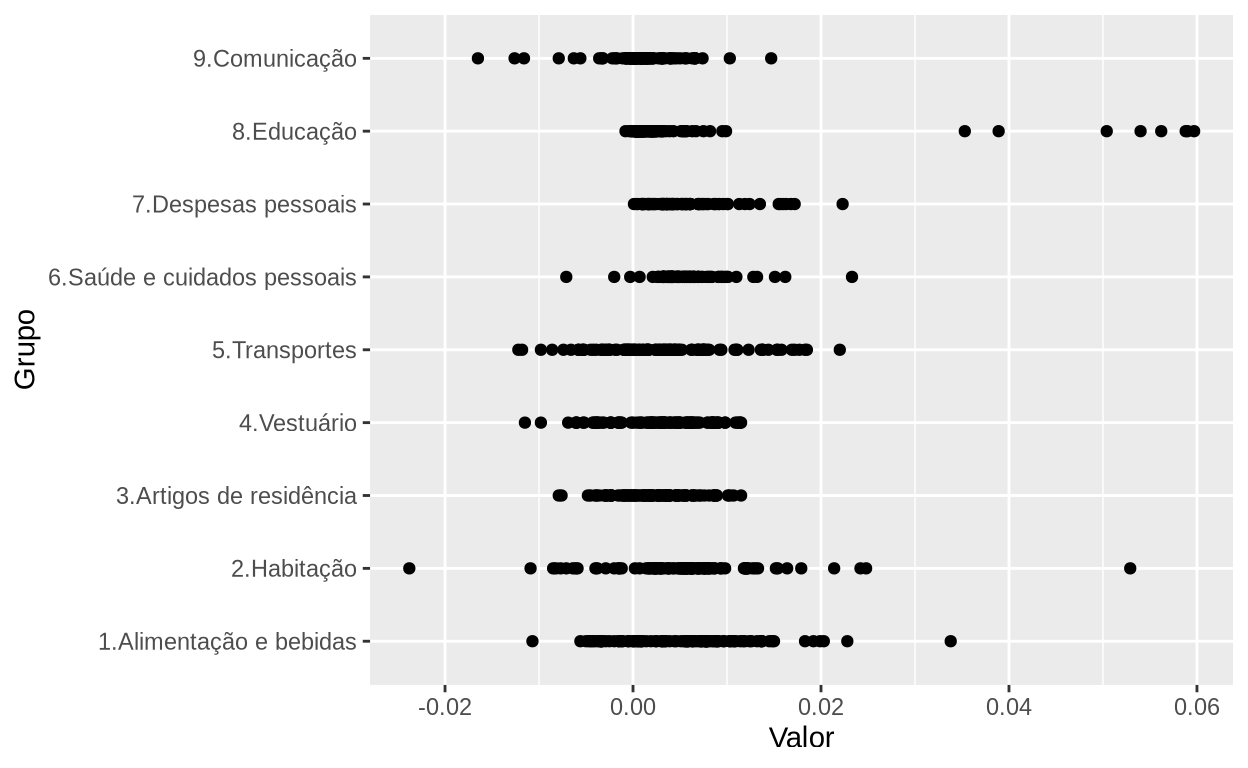 9.Comunicação
8.Educação
7.Despesas pessoais
6.Saúde e cuidados pessoais
5.Transportes
4.Vestuário
3.Artigos de residência
2.Habitação
1.Alimentação e bebidas
Grupo
-0.02 0.00 0.02 0.04 0.06
Valor